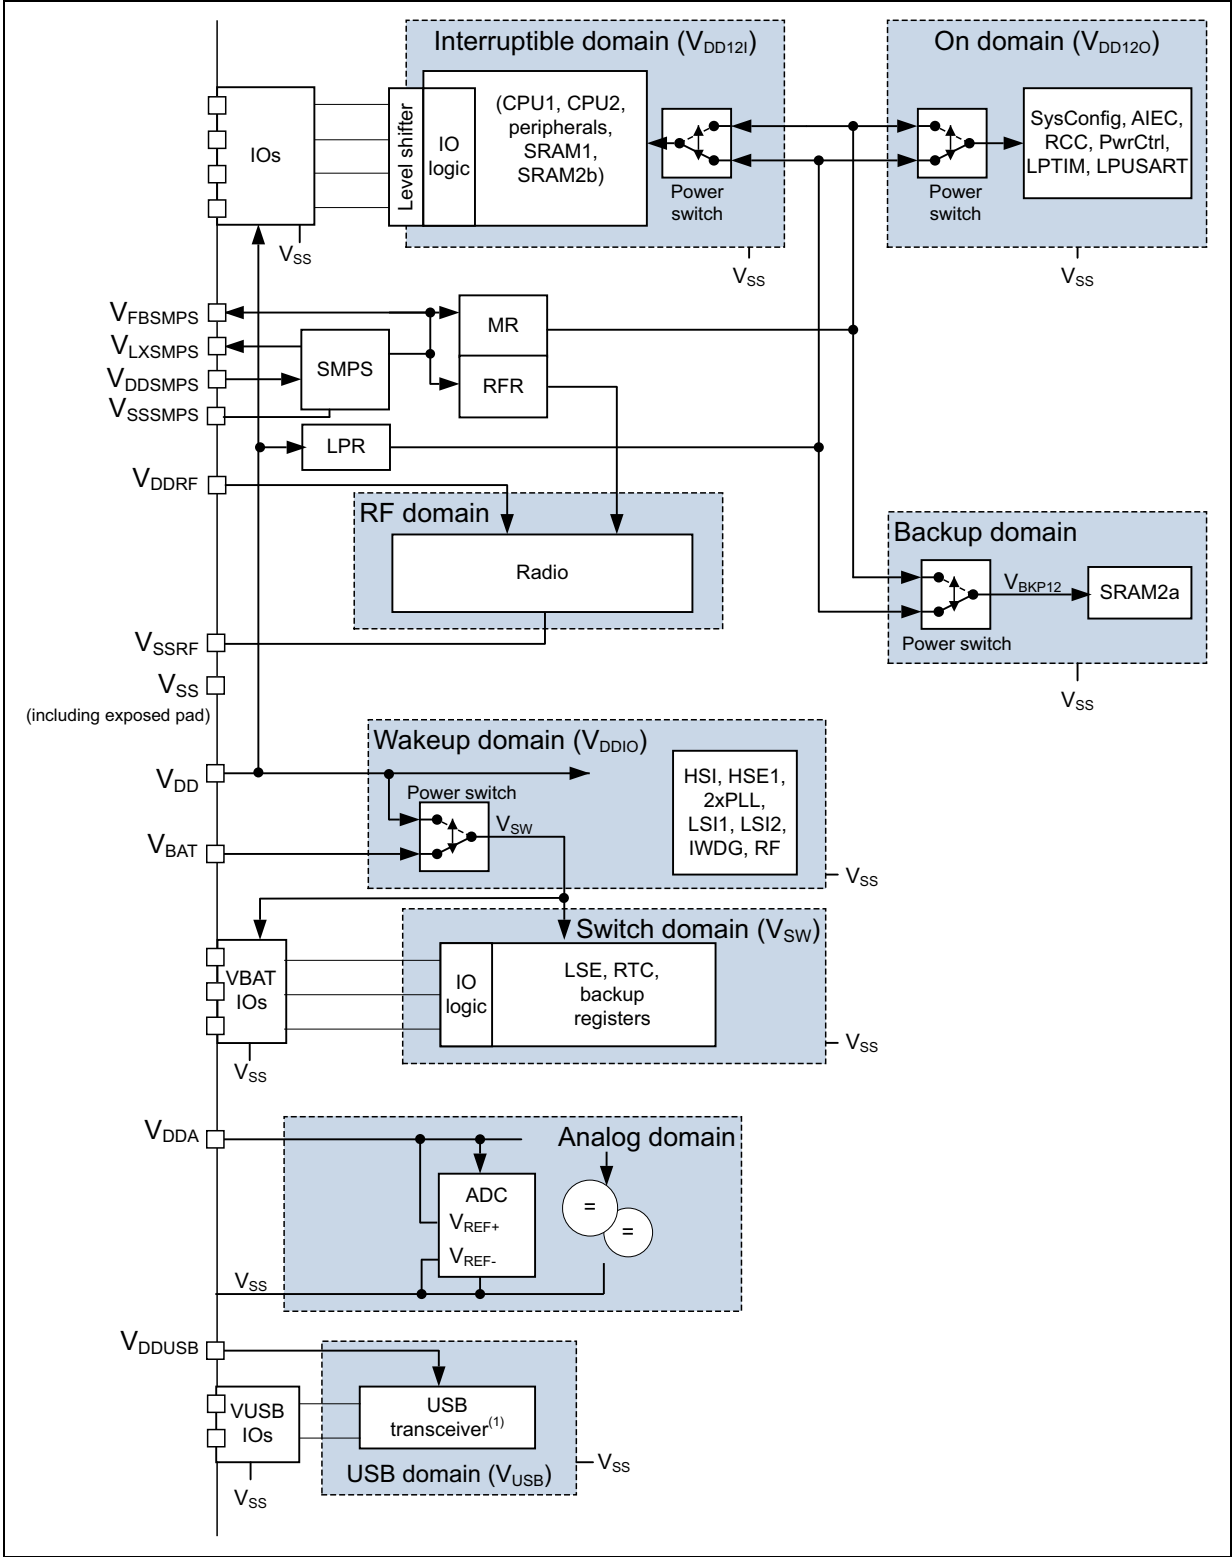 Interruptible domain (VDD12I)
On domain (VDD12O)
IOs
Level shifter
IO
logic
(CPU1, CPU2,
peripherals,
SRAM1,
SRAM2b)
Power
switch
Power
switch
SysConfig, AIEC,
RCC, PwrCtrl,
LPTIM, LPUSART
VSS
VSS
VSS
VFBSMPS
VLXSMPS
VDDSMPS
VSSSMPS
SMPS
MR
RFR
LPR
VDDRF
RF domain
Radio
VSSRF
Backup domain
VBKP12
SRAM2a
Power switch
VSS
VSS
(including exposed pad)
Wakeup domain (VDDIO)
VDD
Power switch
VSW
VBAT
HSI, HSE1,
2xPLL,
LSI1, LSI2,
IWDG, RF
VSS
Switch domain (VSW)
VBAT
IOs
IO
logic
LSE, RTC,
backup
registers
VSS
VSS
VDDA
Analog domain
ADC
VREF+
VREF-
=
=
VSS
VDDUSB
VUSB
IOs
USB
transceiver(1)
USB domain (VUSB)
VSS
VSS